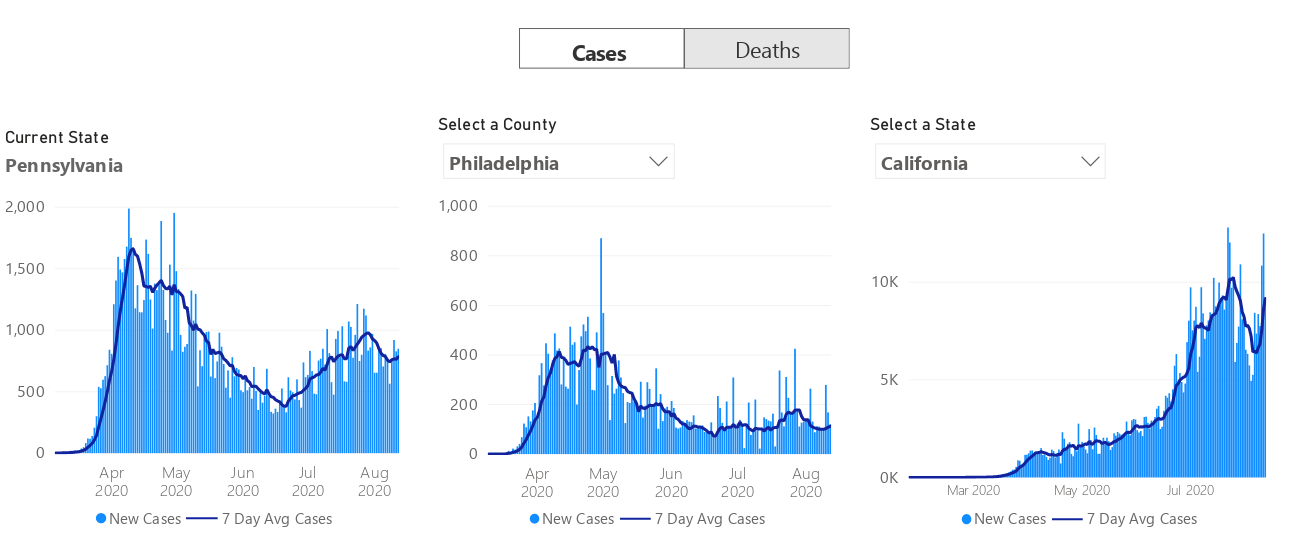 Cases Deaths
Current State
Pennsylvania
2,000
1,500
1,000
500
0
Apr 2020 May 2020 Jun 2020 Jul 2020 Aug 2020
New Cases 7 Day Avg Cases
Select a County
Philadelphia
1,000
800
600
400
200
0
Apr 2020 May 2020 Jun 2020 Jul 2020 Aug 2020
New Cases 7 Day Avg Cases
Select a State
California
10K
5K
0K
Mar 2020 May 2020 Jul 2020
New Cases 7 Day Avg Cases